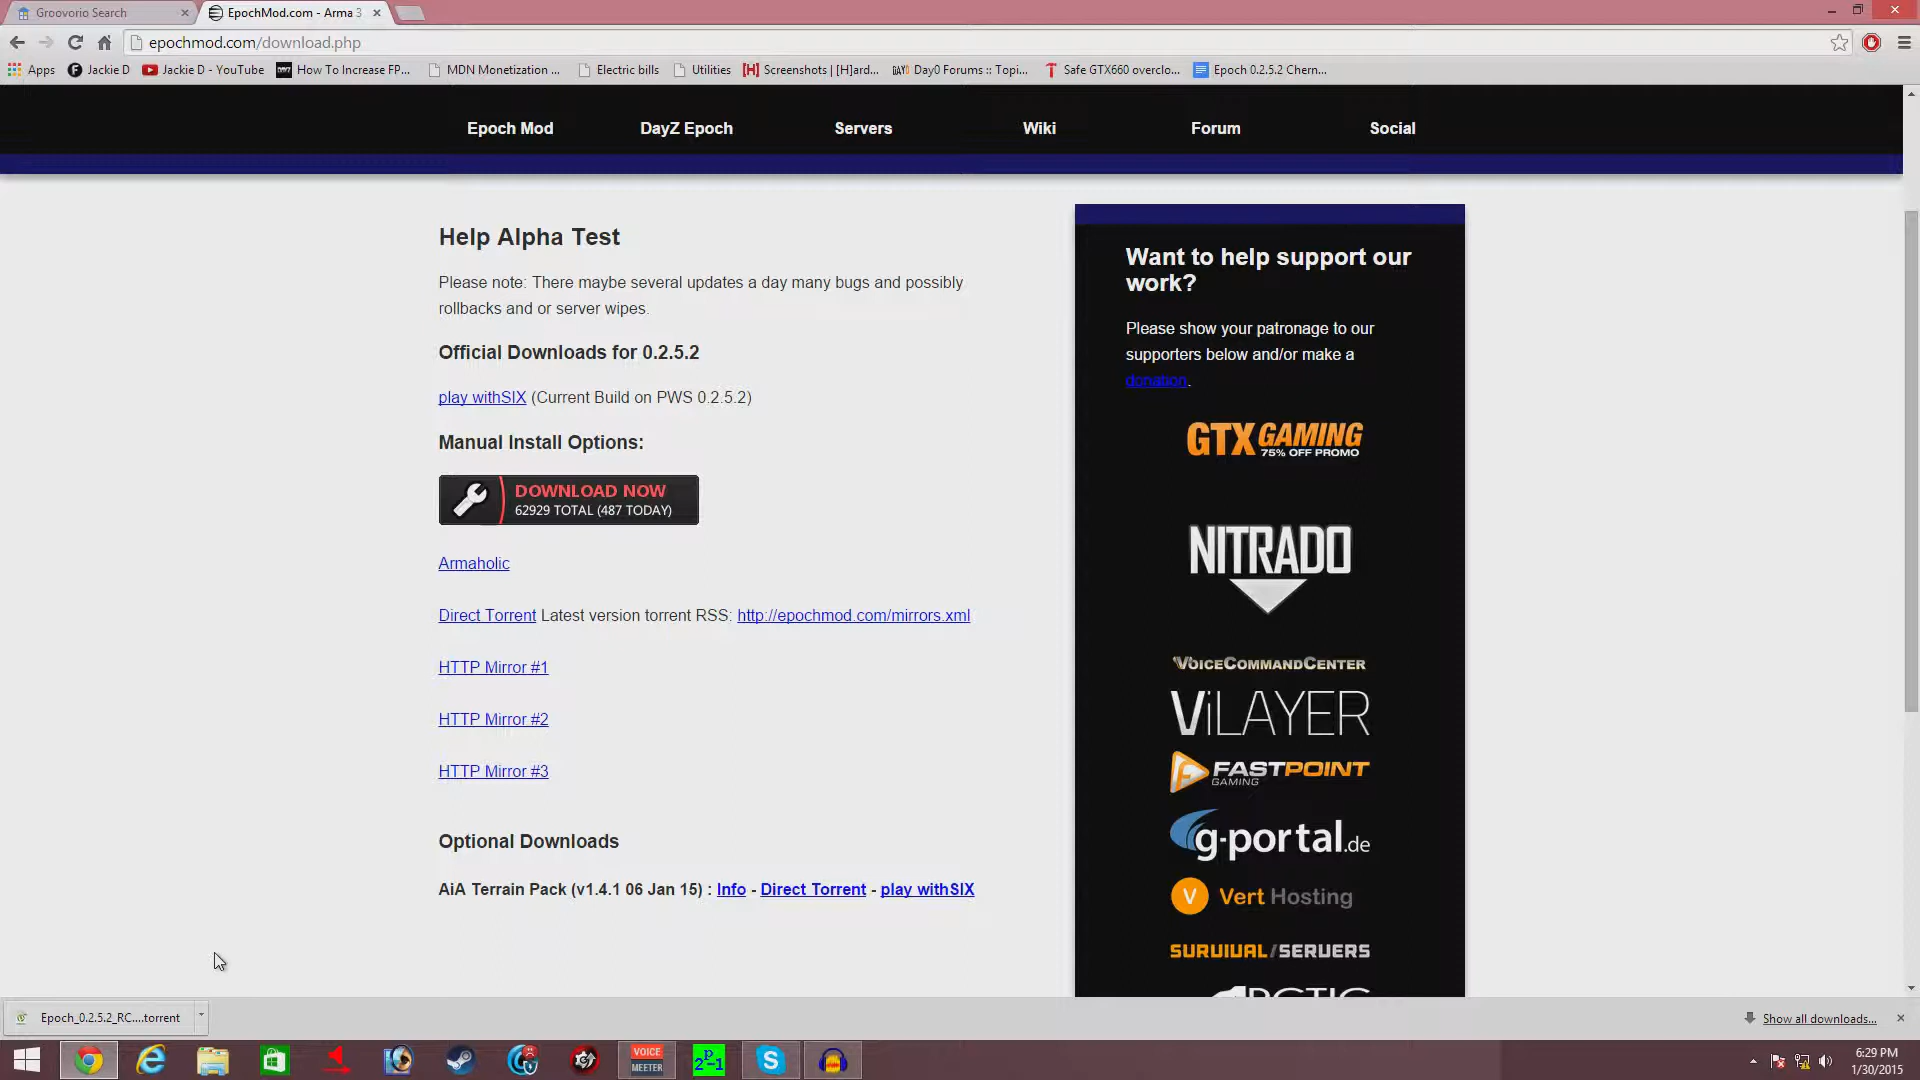 Groovorio Search
EpochMod.com - Arma 3
epochmod.com/download.php
Apps
Jackie D
Jackie D - YouTube
How To Increase FP...
MDN Monetization ...
Electric bills
Utilities
Screenshots | [H]ard...
Day0 Forums :: Topi...
Safe GTX660 overclo...
Epoch 0.2.5.2 Chern...
Epoch Mod
DayZ Epoch
Servers
Wiki
Forum
Social
Help Alpha Test
Please note: There maybe several updates a day many bugs and possibly
rollbacks and or server wipes.
Official Downloads for 0.2.5.2
play withSIX (Current Build on PWS 0.2.5.2)
Manual Install Options:
DOWNLOAD NOW
62929 TOTAL (487 TODAY)
Armaholic
Direct Torrent Latest version torrent RSS: http://epochmod.com/mirrors.xml
HTTP Mirror #1
HTTP Mirror #2
HTTP Mirror #3
Optional Downloads
AiA Terrain Pack (v1.4.1 06 Jan 15) : Info - Direct Torrent - play withSIX
Want to help support our
work?
Please show your patronage to our
supporters below and/or make a
donation.
GTX GAMING
75% OFF PROMO
NITRADO
VOICECOMMANDCENTER
ViLAYER
FASTPOINT
GAMING
g-portal.de
V Vert Hosting
SURVIVAL/SERVERS
Epoch_0.2.5.2_RC....torrent
Show all downloads...
VOICE
MEETER
2^p-1
6:29 PM
1/30/2015